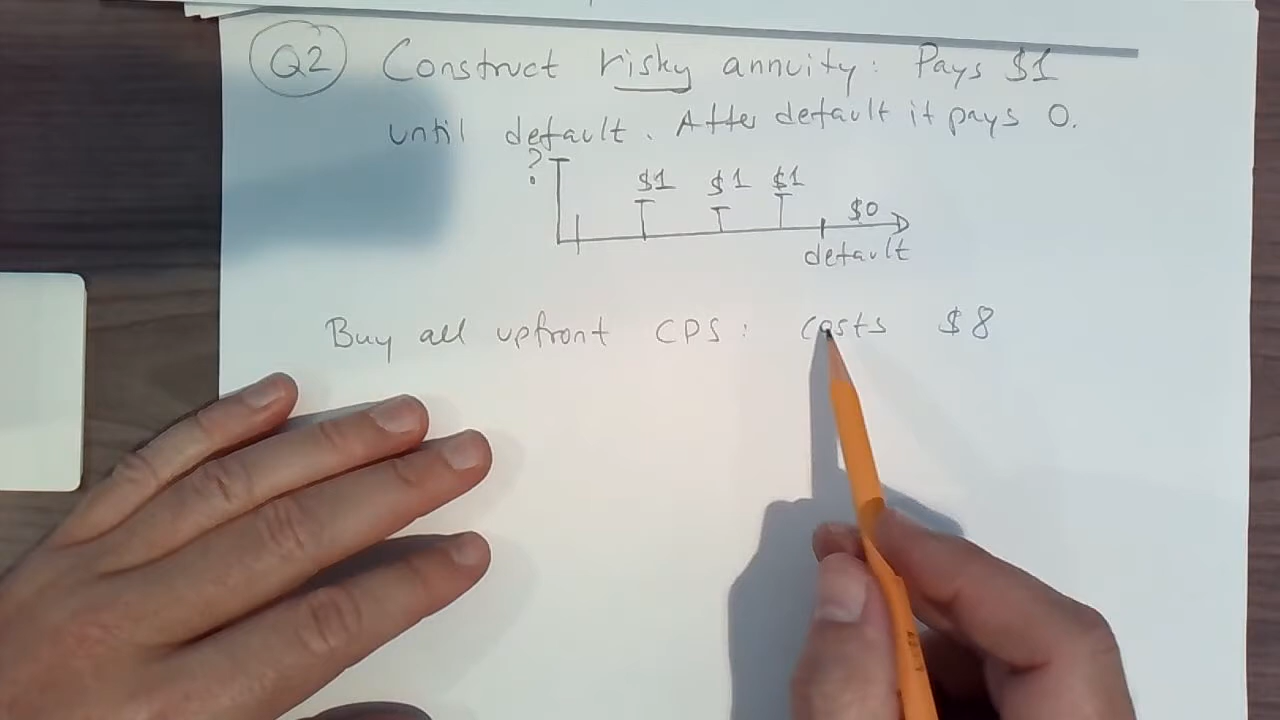 Q2 Construct risky annuity: Pays $1
until default. After default it pays 0.
? $1 $1 $1 $0
default
Buy all upfront CPS: costs $8